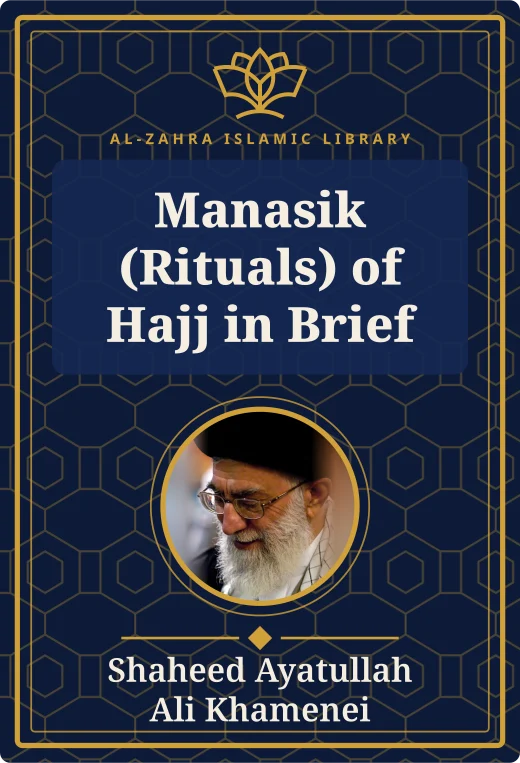 AL-ZAHRA ISLAMIC LIBRARY
Manasik
(Rituals) of
Hajj in Brief
Shaheed Ayatullah
Ali Khamenei